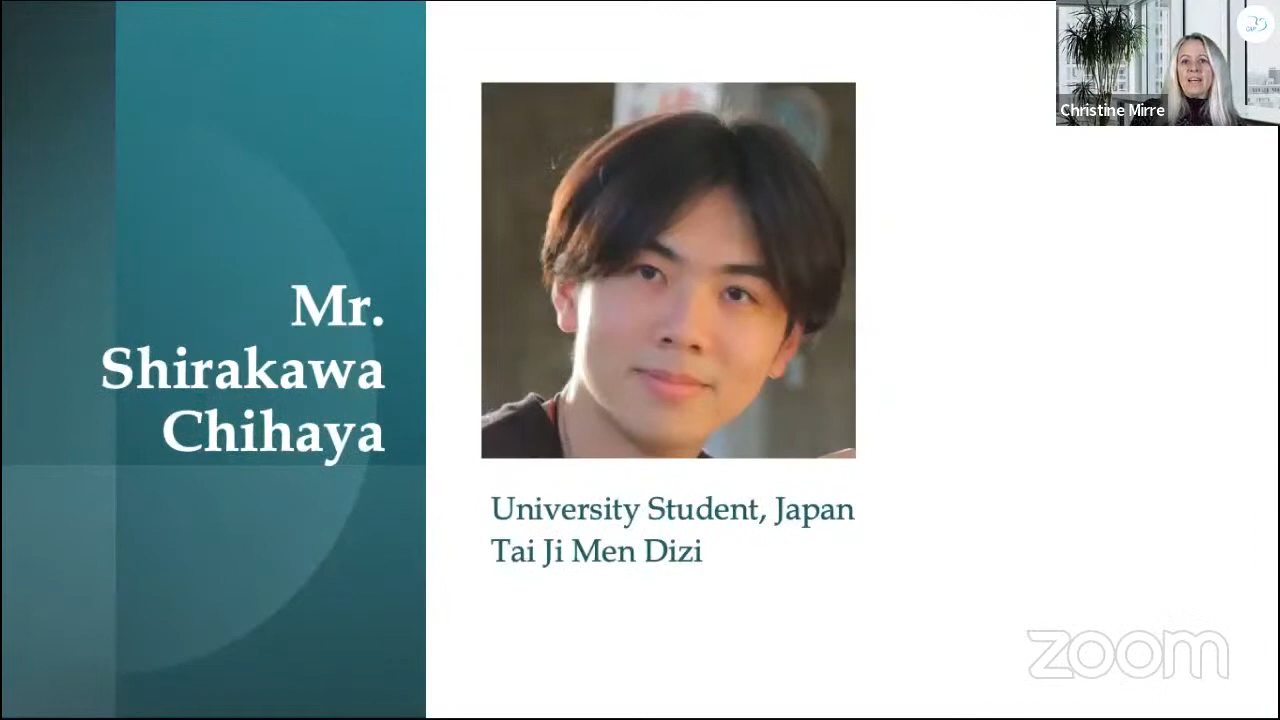 Mr.
Shirakawa
Chihaya
University Student, Japan
Tai Ji Men Dizi
Christine Mirre
zoom